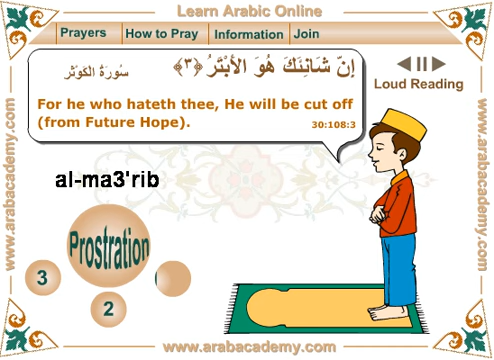 Learn Arabic Online
Prayers
How to Pray
Information
Join
إنّ شَانِئَكَ هُوَ الأَبْتَرُ ﴿٣﴾
سُورَةُ الكَوْثَر
For he who hateth thee, He will be cut off
(from Future Hope).
30:108:3
Loud Reading
al-ma3'rib
Prostration
3
2
www.arabacademy.com
www.arabacademy.com
www.arabacademy.com